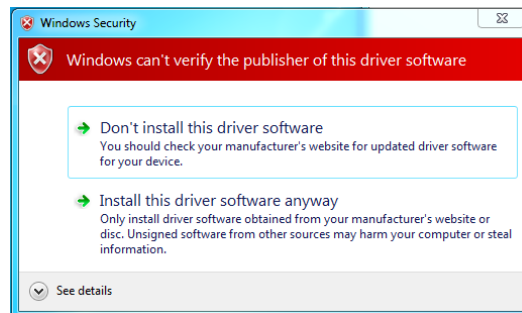 Windows Security
Windows can't verify the publisher of this driver software
Don't install this driver software
You should check your manufacturer's website for updated driver software
for your device.
Install this driver software anyway
Only install driver software obtained from your manufacturer's website or
disc. Unsigned software from other sources may harm your computer or steal
information.
See details